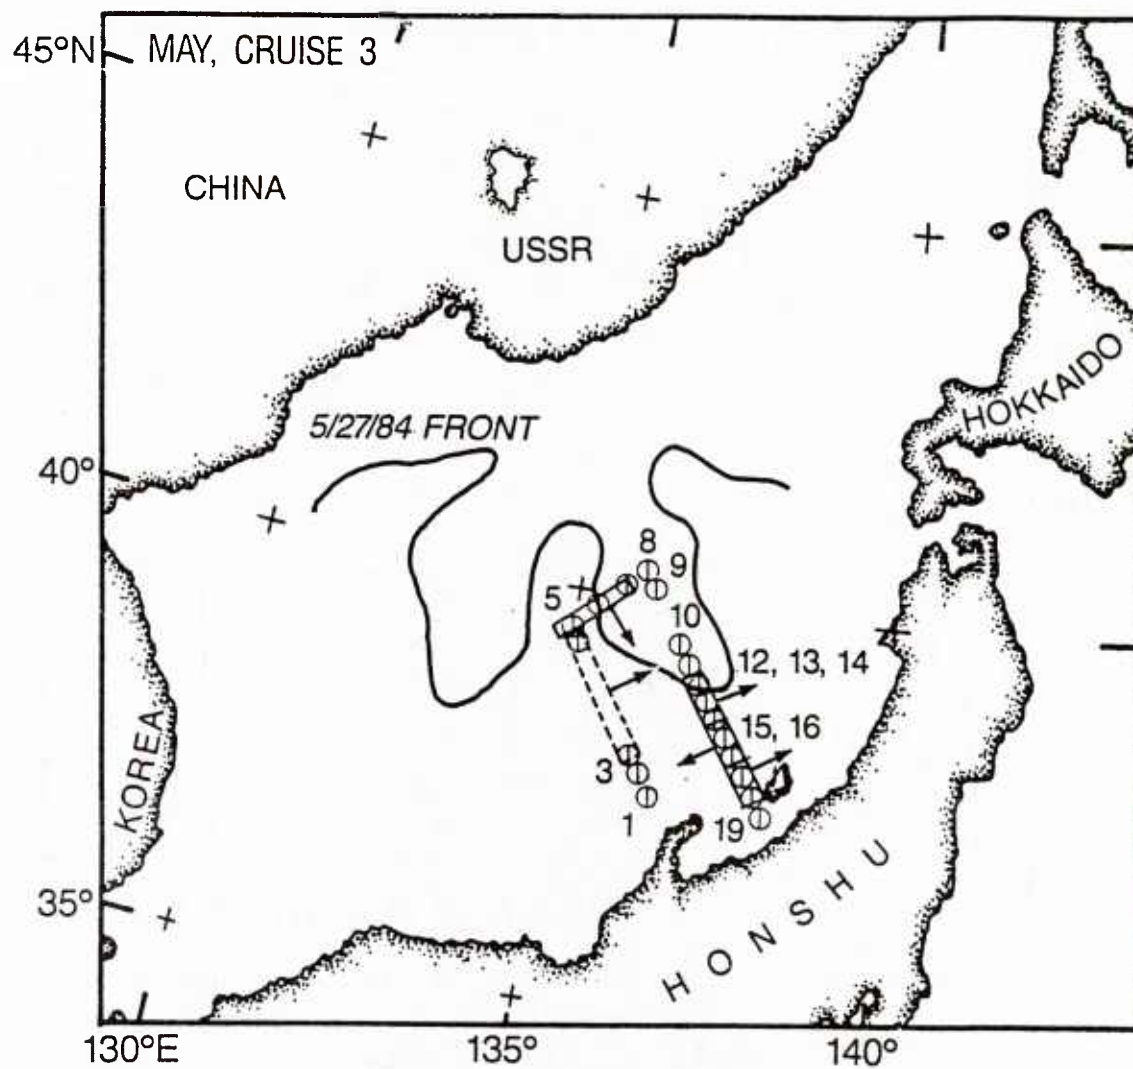 45°N MAY, CRUISE 3
CHINA
USSR
HOKKAIDO
5/27/84 FRONT
40°
8
9
5
10
12, 13, 14
15, 16
KOREA
3
1
19
35°
HONSHU
130°E 135° 140°